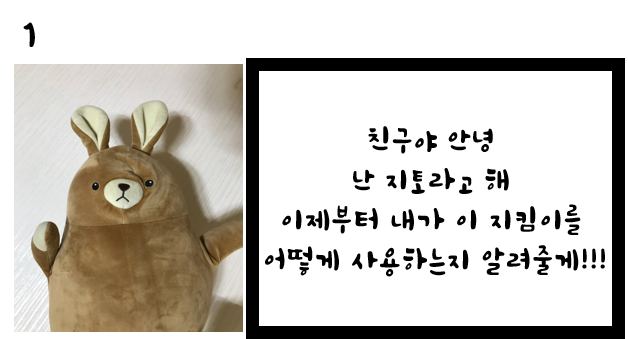 1
친구야 안녕
난 지토라고 해
이제부터 내가 이 지킴이를
어떻게 사용하는지 알려줄게!!!